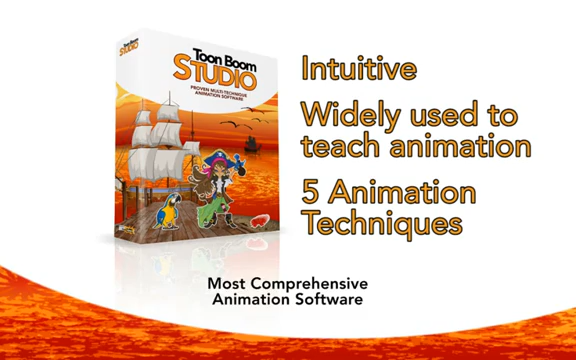 Toon Boom
STUDIO
PROVEN MULTI-TECHNIQUE
ANIMATION SOFTWARE
Intuitive
Widely used to
teach animation
5 Animation
Techniques
Most Comprehensive
Animation Software